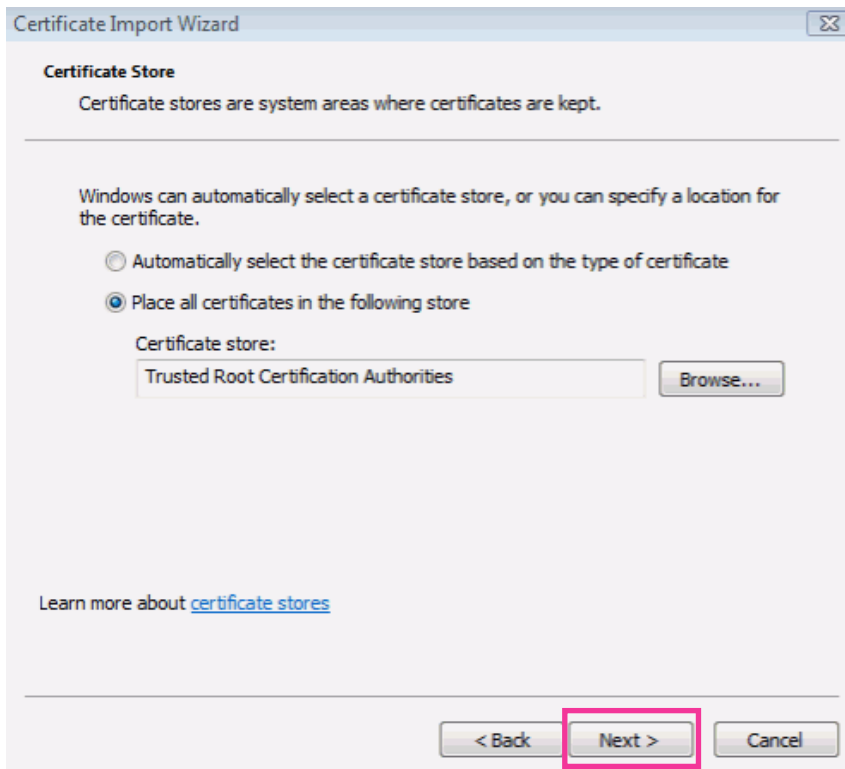 Certificate Import Wizard
Certificate Store
Certificate stores are system areas where certificates are kept.
Windows can automatically select a certificate store, or you can specify a location for
the certificate.
Automatically select the certificate store based on the type of certificate
Place all certificates in the following store
Certificate store:
Trusted Root Certification Authorities
Browse...
Learn more about certificate stores
< Back
Next >
Cancel